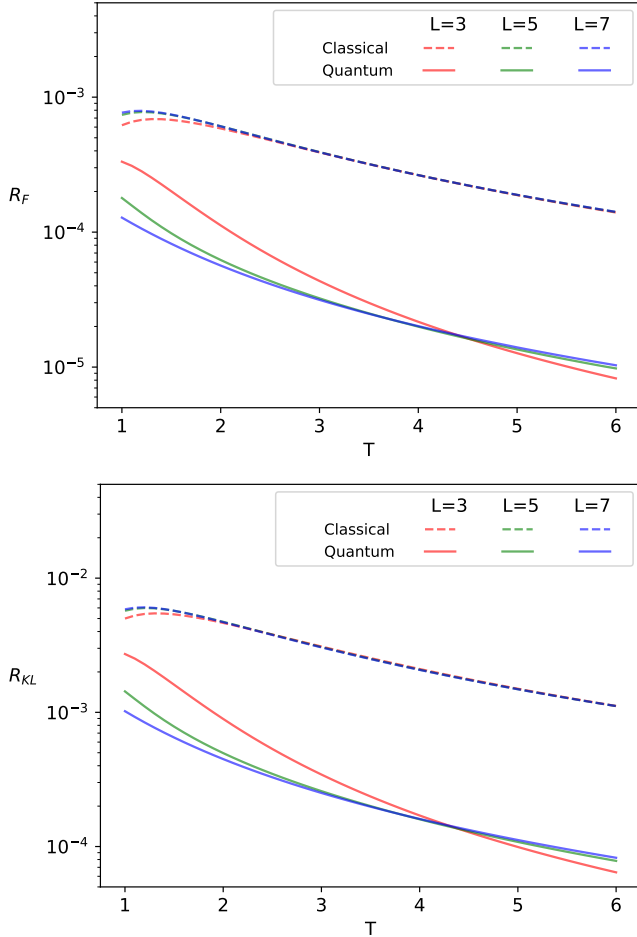 L=3 L=5 L=7
Classical
Quantum
10⁻³
R_F
10⁻⁴
10⁻⁵
1 2 3 4 5 6
T
L=3 L=5 L=7
Classical
Quantum
10⁻²
R_KL
10⁻³
10⁻⁴
1 2 3 4 5 6
T